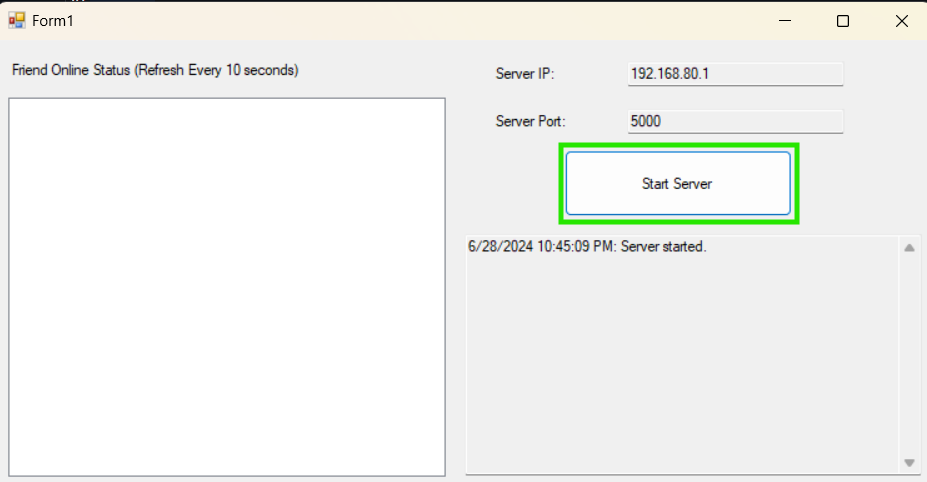 Form1
Friend Online Status (Refresh Every 10 seconds)
Server IP:
192.168.80.1
Server Port:
5000
Start Server
6/28/2024 10:45:09 PM: Server started.